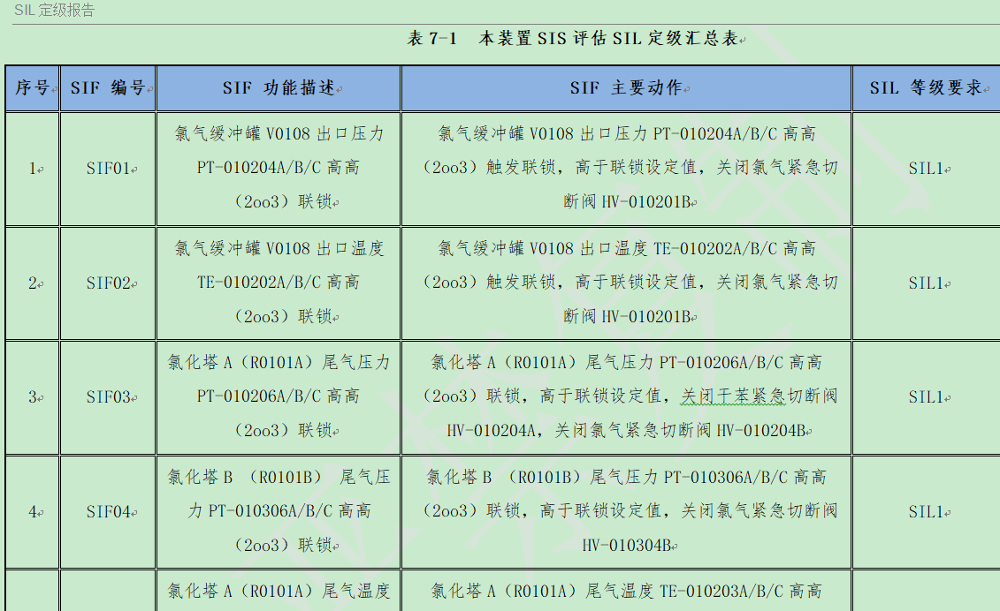 SIL 定级报告
表 7-1 本装置 SIS 评估 SIL 定级汇总表
序号 SIF 编号 SIF 功能描述 SIF 主要动作 SIL 等级要求
1
SIF01
氯气缓冲罐 V0108 出口压力
PT-010204A/B/C 高高
（2oo3）联锁
氯气缓冲罐 V0108 出口压力 PT-010204A/B/C 高高
（2oo3）触发联锁，高于联锁设定值，关闭氯气紧急切
断阀 HV-010201B
SIL1
2
SIF02
氯气缓冲罐 V0108 出口温度
TE-010202A/B/C 高高
（2oo3）联锁
氯气缓冲罐 V0108 出口温度 TE-010202A/B/C 高高
（2oo3）触发联锁，高于联锁设定值，关闭氯气紧急切
断阀 HV-010201B
SIL1
3
SIF03
氯化塔 A（R0101A）尾气压力
PT-010206A/B/C 高高
（2oo3）联锁
氯化塔 A（R0101A）尾气压力 PT-010206A/B/C 高高
（2oo3）联锁，高于联锁设定值，关闭干苯紧急切断阀
HV-010204A，关闭氯气紧急切断阀 HV-010204B
SIL1
4
SIF04
氯化塔 B （R0101B） 尾气压
力 PT-010306A/B/C 高高
（2oo3）联锁
氯化塔 B （R0101B）尾气压力 PT-010306A/B/C 高高
（2oo3）联锁，高于联锁设定值，关闭氯气紧急切断阀
HV-010304B
SIL1
氯化塔 A（R0101A）尾气温度
氯化塔 A（R0101A）尾气温度 TE-010203A/B/C 高高